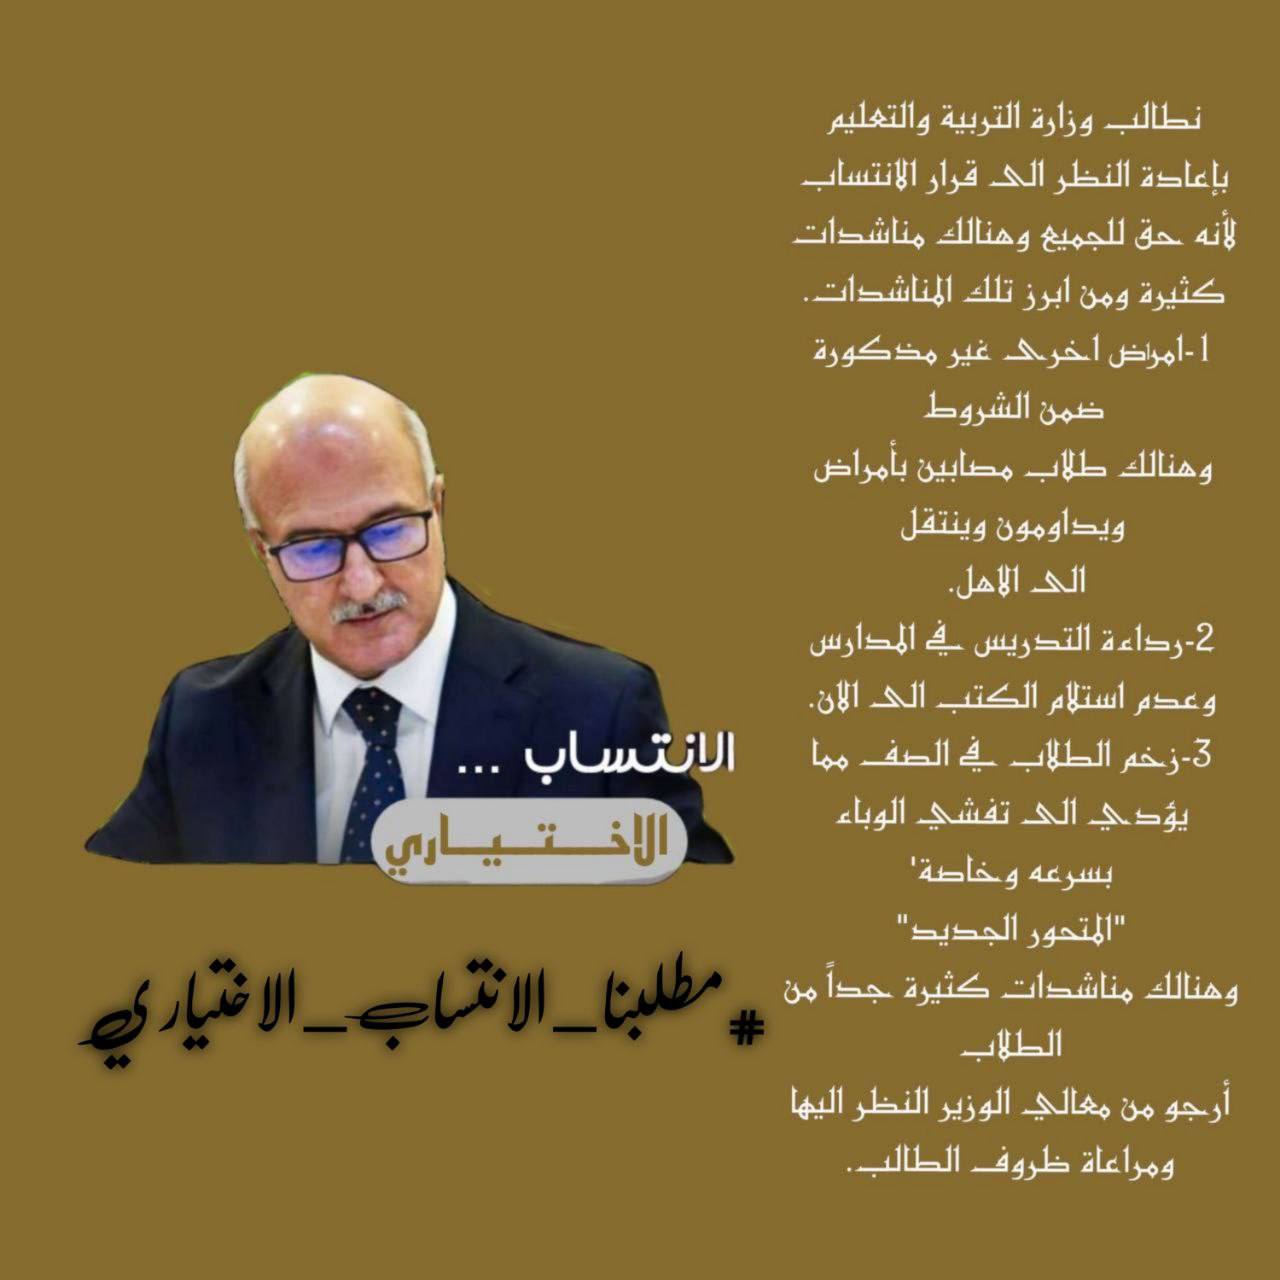 نطالب وزارة التربية والتعليم
بإعادة النظر الى قرار الانتساب
لأنه حق للجميع وهنالك مناشدات
كثيرة ومن ابرز تلك المناشدات.
1-امراض اخرى غير مذكورة
ضمن الشروط
وهنالك طلاب مصابين بأمراض
ويداومون وينتقل
الى الاهل.
2-رداءة التدريس في المدارس
وعدم استلام الكتب الى الان.
3-زخم الطلاب في الصف مما
يؤدي الى تفشي الوباء
بسرعه وخاصة'
"المتحور الجديد"
وهنالك مناشدات كثيرة جداً من
الطلاب
أرجو من معالي الوزير النظر اليها
ومراعاة ظروف الطالب.
الانتساب ...
الاختياري
#مطلبنا_الانتساب_الاختياري